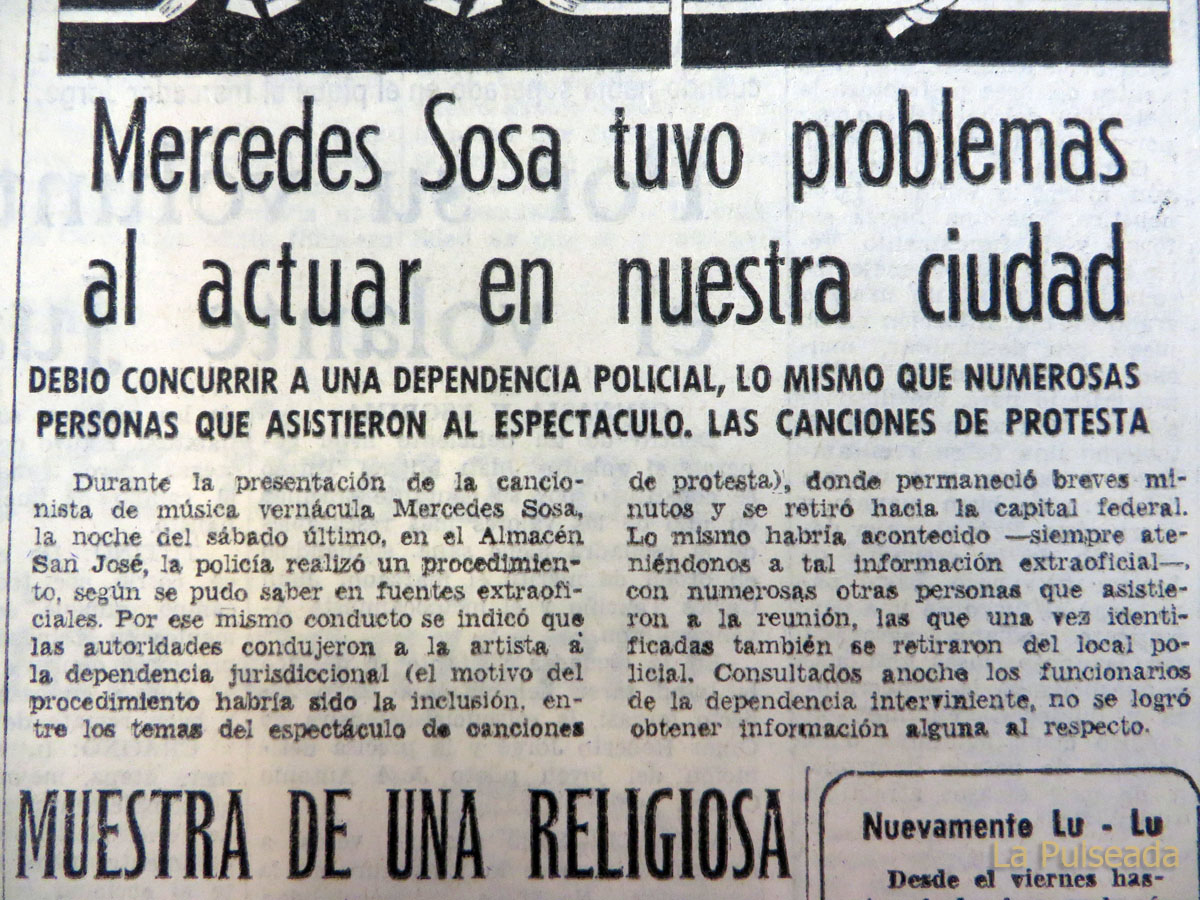 Mercedes Sosa tuvo problemas
al actuar en nuestra ciudad
DEBIO CONCURRIR A UNA DEPENDENCIA POLICIAL, LO MISMO QUE NUMEROSAS
PERSONAS QUE ASISTIERON AL ESPECTACULO. LAS CANCIONES DE PROTESTA
Durante la presentación de la cancio-
nista de música vernácula Mercedes Sosa,
la noche del sábado último, en el Almacén
San José, la policía realizó un procedimien-
to, según se pudo saber en fuentes extraofi-
ciales. Por ese mismo conducto se indicó que
las autoridades condujeron a la artista a
la dependencia jurisdiccional (el motivo del
procedimiento habría sido la inclusión, en-
tre los temas del espectáculo de canciones
de protesta), donde permaneció breves mi-
nutos y se retiró hacia la capital federal.
Lo mismo habría acontecido —siempre ate-
niéndonos a tal información extraoficial—,
con numerosas otras personas que asistie-
ron a la reunión, las que una vez identi-
ficadas también se retiraron del local po-
licial. Consultados anoche los funcionarios
de la dependencia interviniente, no se logró
obtener información alguna al respecto.
MUESTRA DE UNA RELIGIOSA
Nuevamente Lu - Lu
La Pulseada
Desde el viernes has-